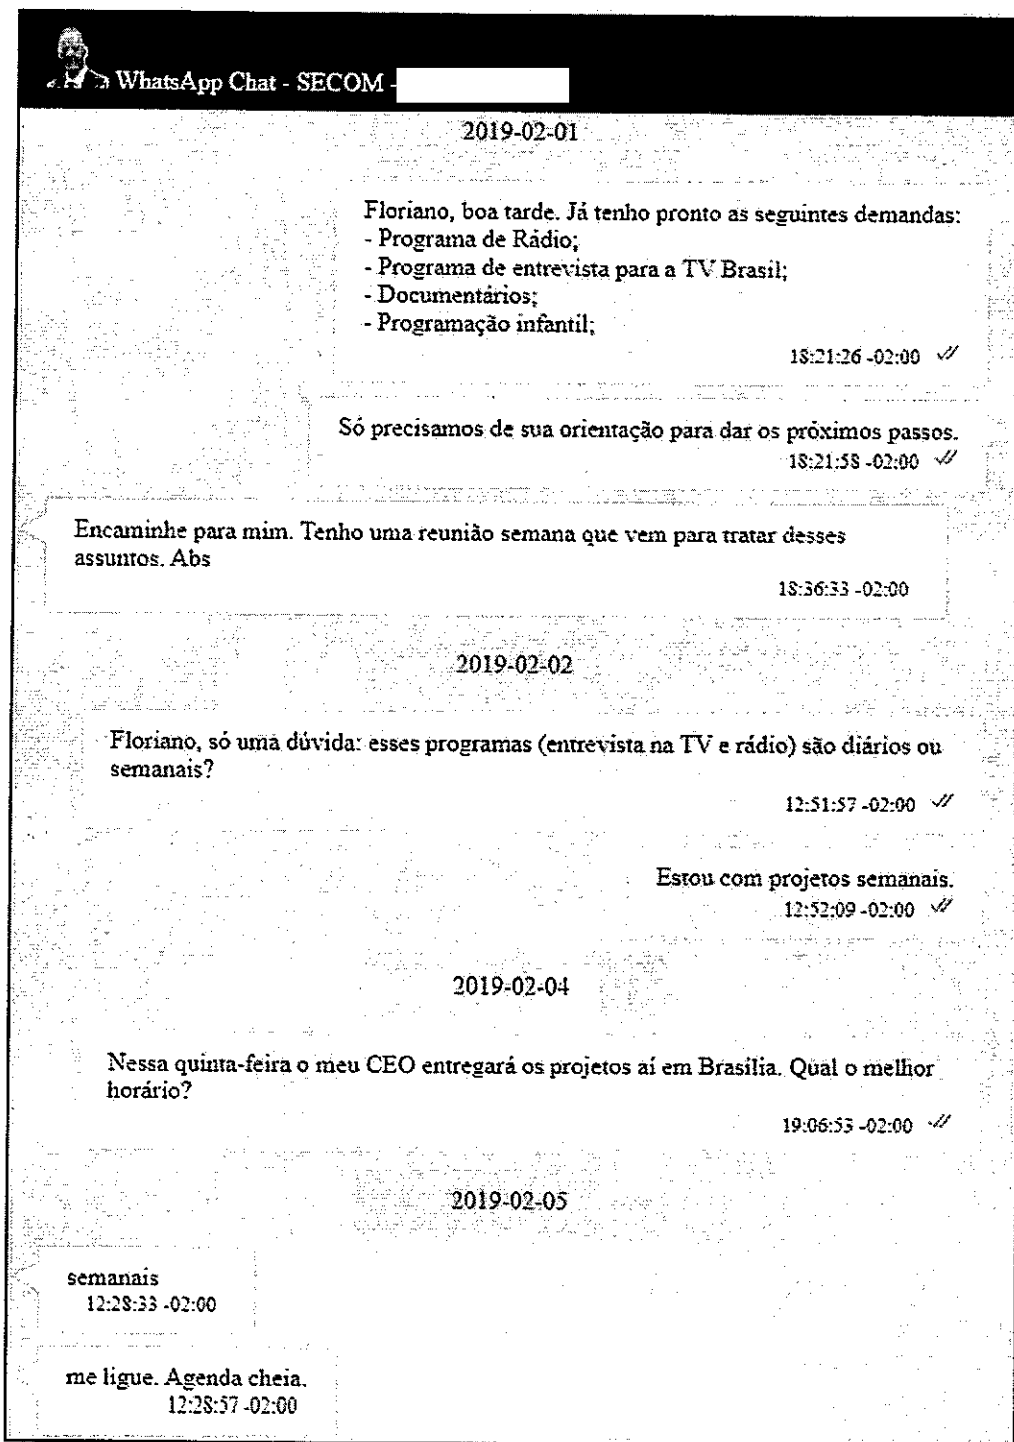 WhatsApp Chat - SECOM -
2019-02-01
Floriano, boa tarde. Já tenho pronto as seguintes demandas:
- Programa de Rádio;
- Programa de entrevista para a TV Brasil;
- Documentários;
- Programação infantil;
18:21:26 -02:00
Só precisamos de sua orientação para dar os próximos passos.
18:21:58 -02:00
Encaminhe para mim. Tenho uma reunião semana que vem para tratar desses
assuntos. Abs
18:36:33 -02:00
2019-02-02
Floriano, só uma dúvida: esses programas (entrevista na TV e rádio) são diários ou
semanais?
12:51:57 -02:00
Estou com projetos semanais.
12:52:09 -02:00
2019-02-04
Nessa quinta-feira o meu CEO entregará os projetos aí em Brasília. Qual o melhor
horário?
19:06:53 -02:00
2019-02-05
semanais
12:28:33 -02:00
me ligue. Agenda cheia.
12:28:57 -02:00